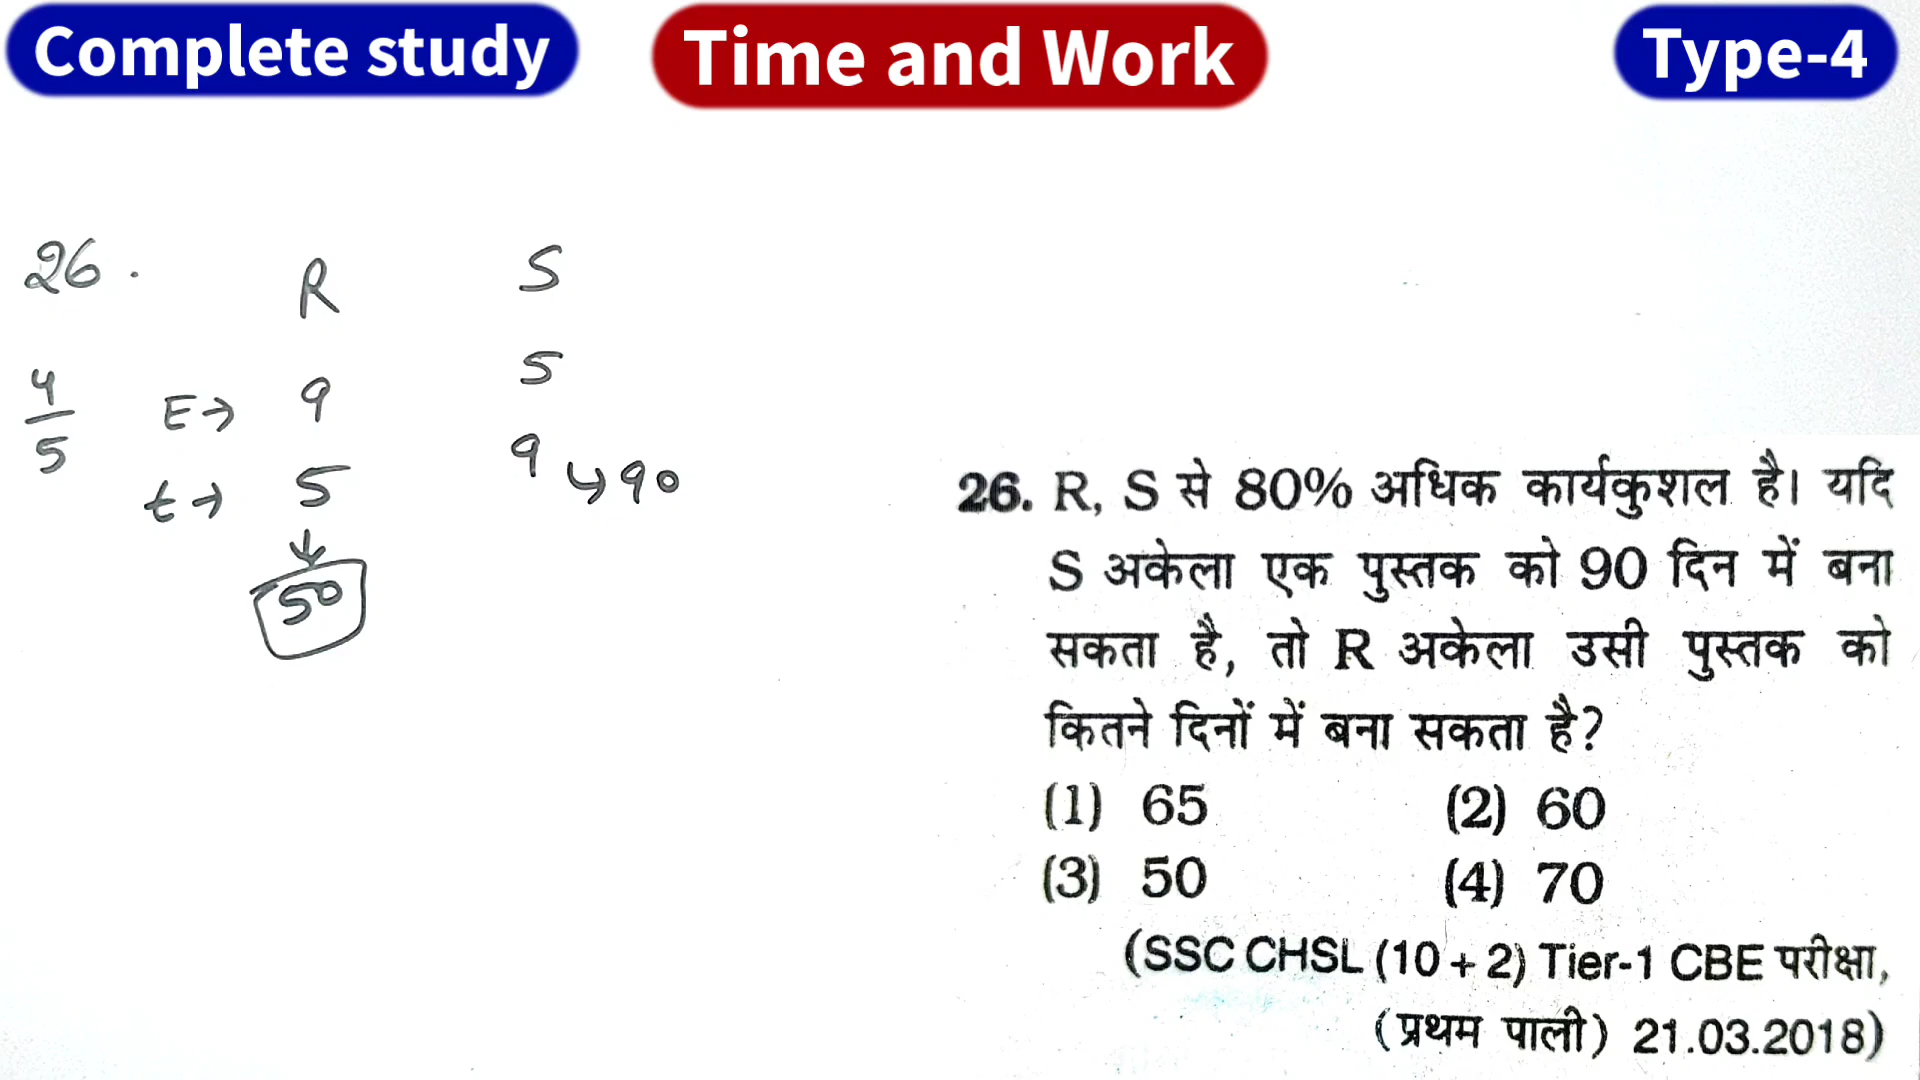 Complete study Time and Work Type-4
26. R S
4/5 E→ 9 5
t→ 5 9 ↳90
↓
50
26. R, S से 80% अधिक कार्यकुशल है। यदि
S अकेला एक पुस्तक को 90 दिन में बना
सकता है, तो R अकेला उसी पुस्तक को
कितने दिनों में बना सकता है?
(1) 65 (2) 60
(3) 50 (4) 70
(SSC CHSL (10 + 2) Tier-1 CBE परीक्षा,
(प्रथम पाली) 21.03.2018)